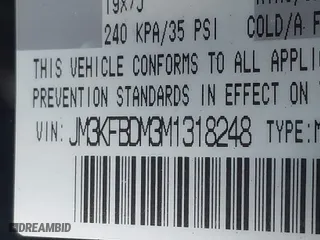 19x7J
240 KPA/35 PSI COLD/A F
THIS VEHICLE CONFORMS TO ALL APPLI
PREVENTION STANDARDS IN EFFECT ON
VIN: JM3KFBDM3M1318248 TYPE:M
DREAMBID